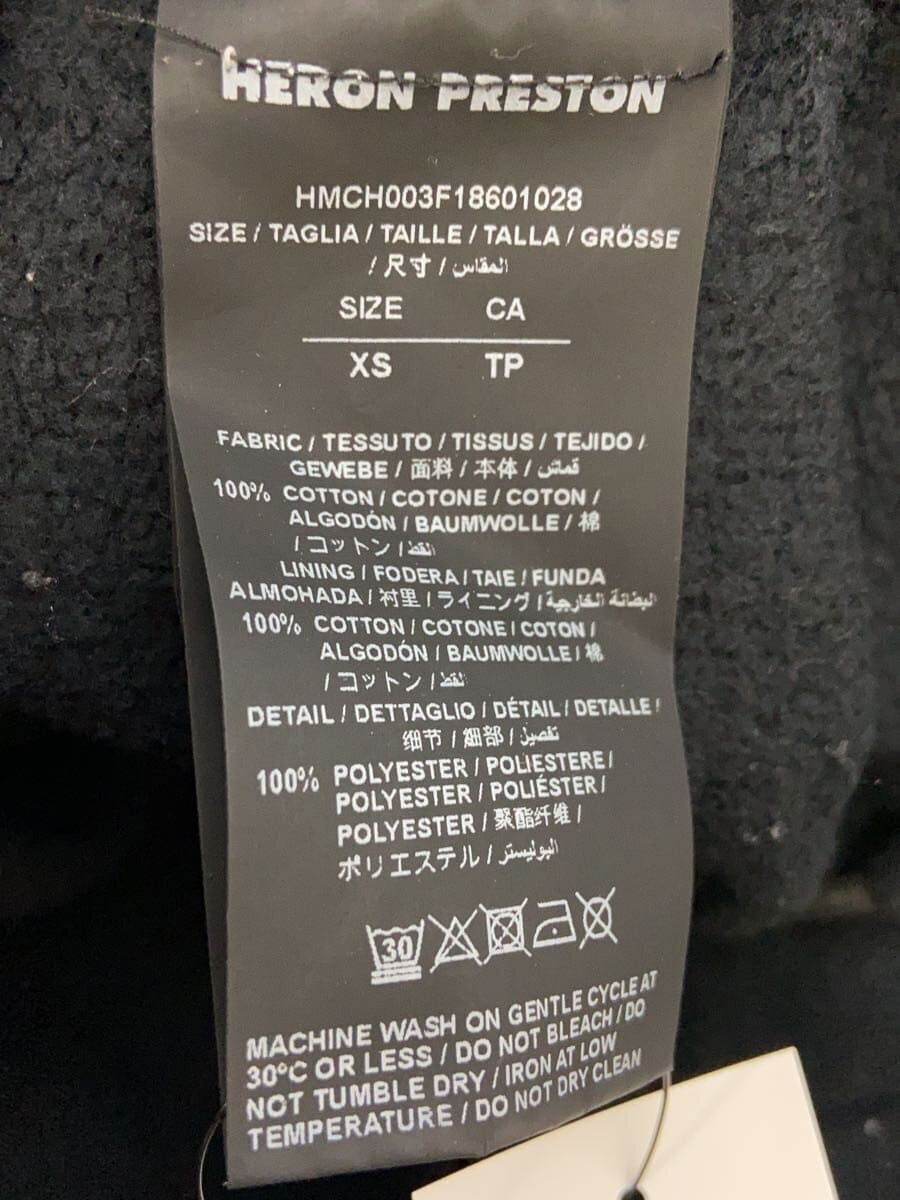 HERON PRESTON
HMCH003F18601028
SIZE / TAGLIA / TAILLE / TALLA / GRÖSSE
/ 尺寸 / المقاس
SIZE CA
XS TP
FABRIC / TESSUTO / TISSUS / TEJIDO /
GEWEBE / 面料 / 本体 / قماش
100% COTTON / COTONE / COTON /
ALGODÓN / BAUMWOLLE / 棉
/ コットン / القط
LINING / FODERA / TAIE / FUNDA
ALMOHADA / 衬里 / ライニング / البطانة الخارجية
100% COTTON / COTONE / COTON /
ALGODÓN / BAUMWOLLE / 棉
/ コットン / القط
DETAIL / DETTAGLIO / DÉTAIL / DETALLE /
细节 / 細部 / تفصيل
100% POLYESTER / POLIESTERE /
POLYESTER / POLIÉSTER /
POLYESTER / 聚酯纤维 /
ポリエステル / البوليستر
30
MACHINE WASH ON GENTLE CYCLE AT
30°C OR LESS / DO NOT BLEACH / DO
NOT TUMBLE DRY / IRON AT LOW
TEMPERATURE / DO NOT DRY CLEAN